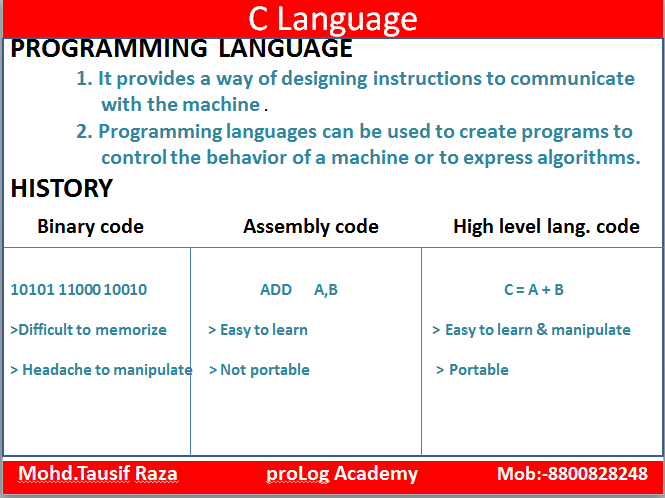 C Language
PROGRAMMING LANGUAGE
1. It provides a way of designing instructions to communicate
with the machine .
2. Programming languages can be used to create programs to
control the behavior of a machine or to express algorithms.
HISTORY
Binary code Assembly code High level lang. code
10101 11000 10010 ADD A,B C = A + B
>Difficult to memorize > Easy to learn > Easy to learn & manipulate
> Headache to manipulate > Not portable > Portable
Mohd.Tausif Raza proLog Academy Mob:-8800828248